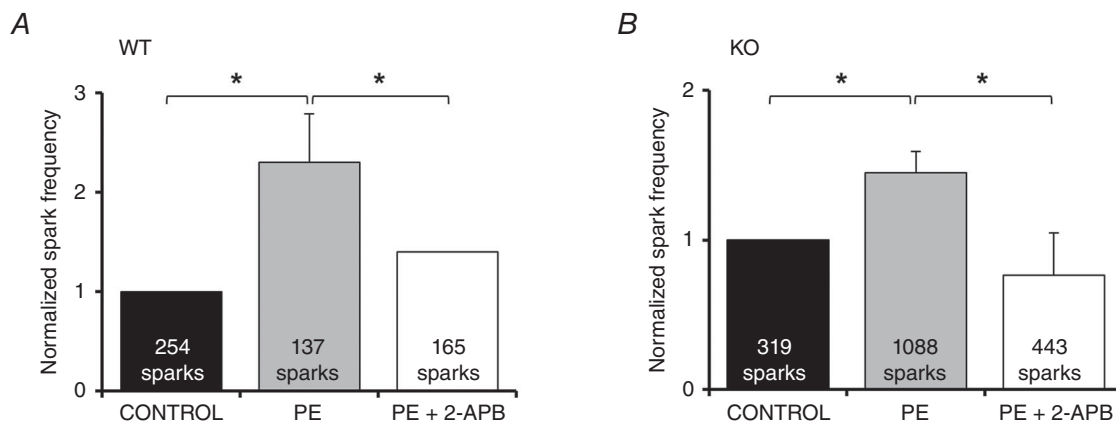 A
WT
* *
Normalized spark frequency
3
2
1
0
254
sparks
137
sparks
165
sparks
CONTROL PE PE + 2-APB
B
KO
* *
Normalized spark frequency
2
1
0
319
sparks
1088
sparks
443
sparks
CONTROL PE PE + 2-APB